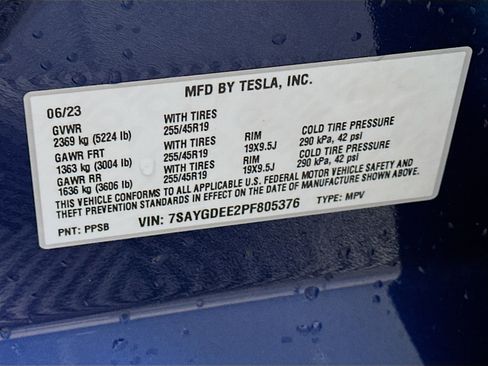 MFD BY TESLA, INC.
06/23
GVWR WITH TIRES
2369 kg (5224 lb) 255/45R19 RIM COLD TIRE PRESSURE
GAWR FRT WITH TIRES 19X9.5J 290 kPa, 42 psi
1363 kg (3004 lb) 255/45R19 RIM COLD TIRE PRESSURE
GAWR RR WITH TIRES 19X9.5J 290 kPa, 42 psi
1636 kg (3606 lb) 255/45R19
THIS VEHICLE CONFORMS TO ALL APPLICABLE U.S. FEDERAL MOTOR VEHICLE SAFETY AND
THEFT PREVENTION STANDARDS IN EFFECT ON THE DATE OF MANUFACTURE SHOWN ABOVE.
VIN: 7SAYGDEE2PF805376
PNT: PPSB TYPE: MPV